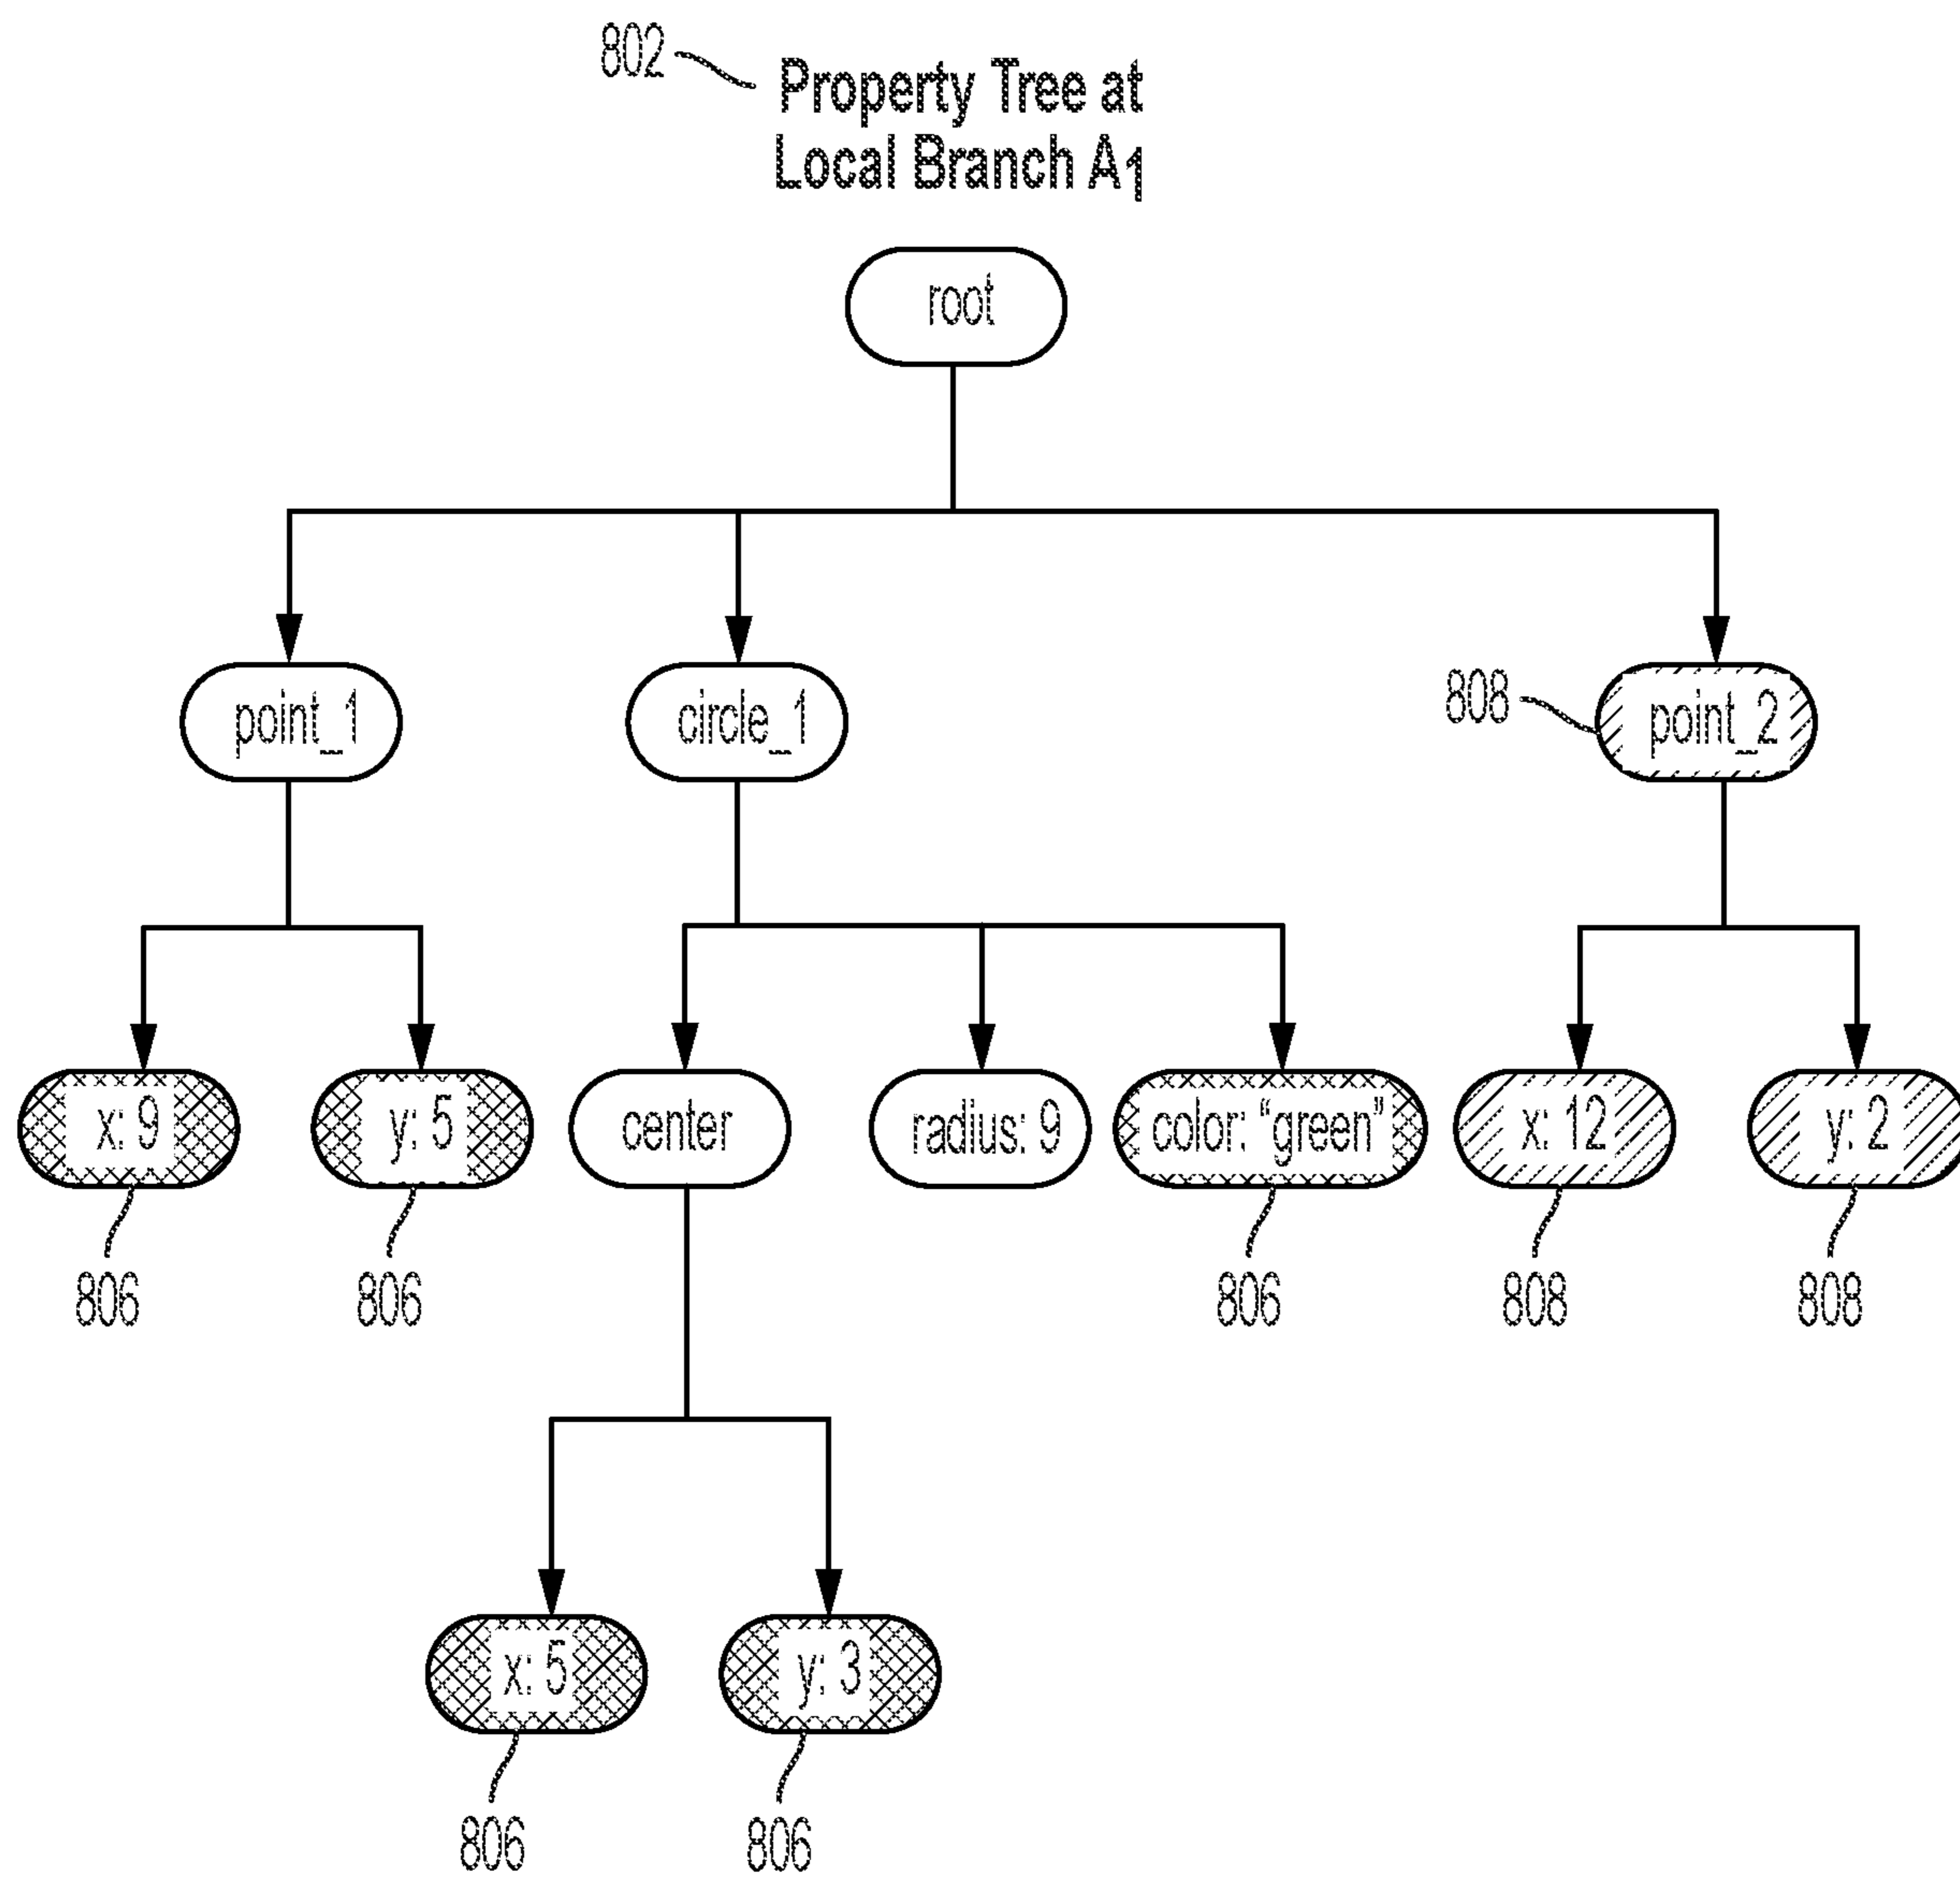 802
Property Tree at
Local Branch A1
root
point_1
circle_1
808
point_2
x: 9
y: 5
center
radius: 9
color: “green”
x: 12
y: 2
806
806
806
808
808
x: 5
y: 3
806
806